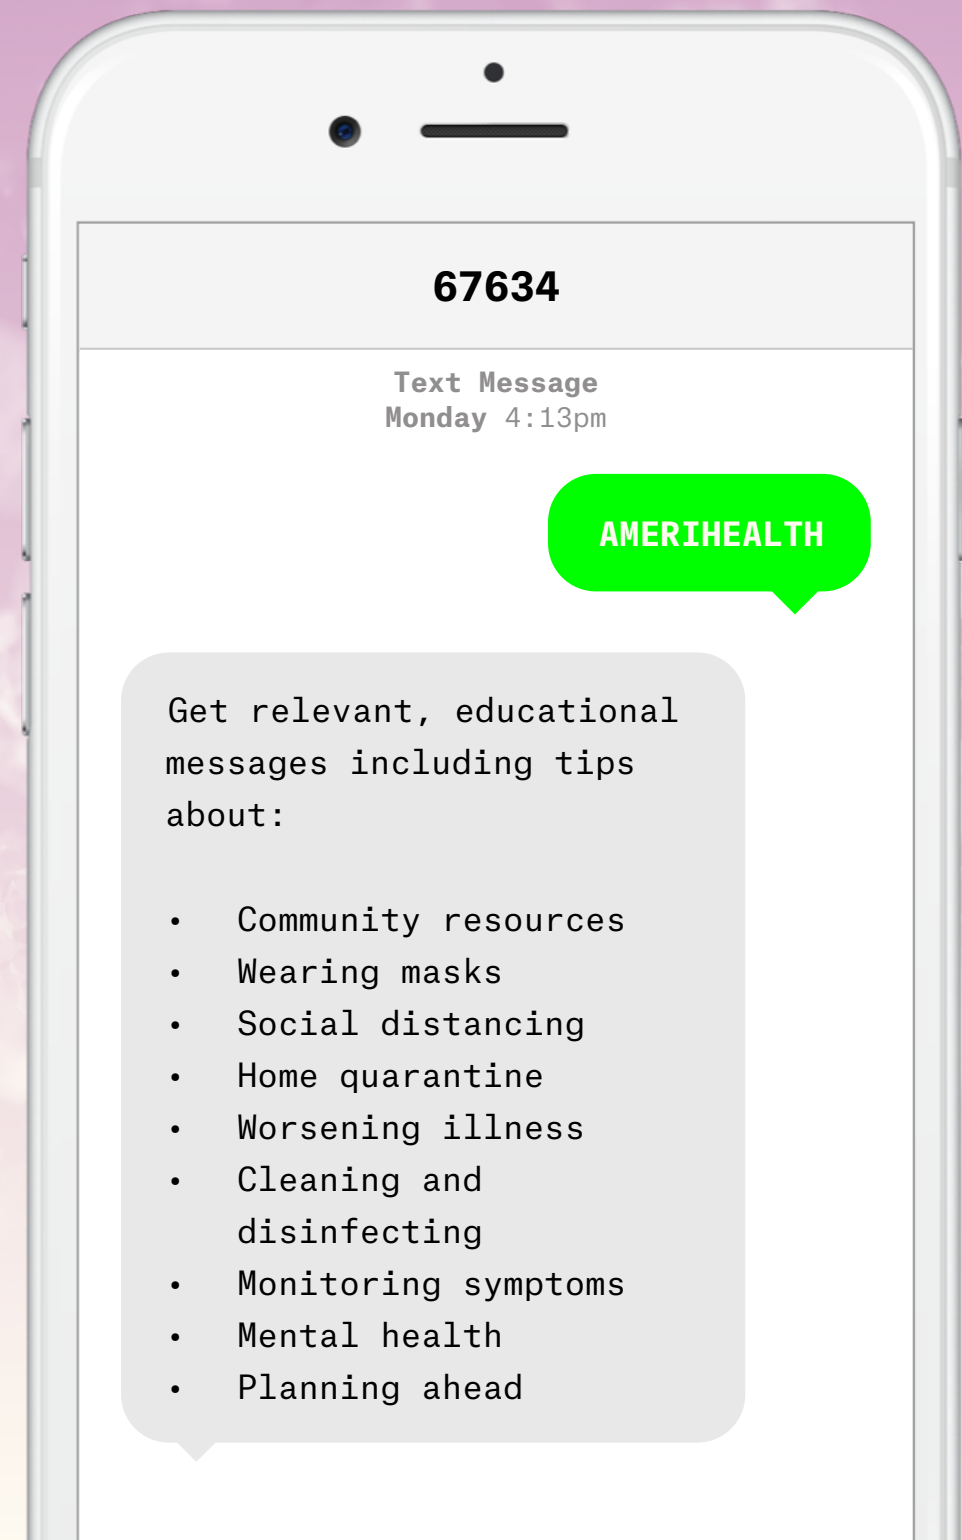 67634
Text Message
Monday 4:13pm
AMERIHEALTH
Get relevant, educational
messages including tips
about:
• Community resources
• Wearing masks
• Social distancing
• Home quarantine
• Worsening illness
• Cleaning and
disinfecting
• Monitoring symptoms
• Mental health
• Planning ahead